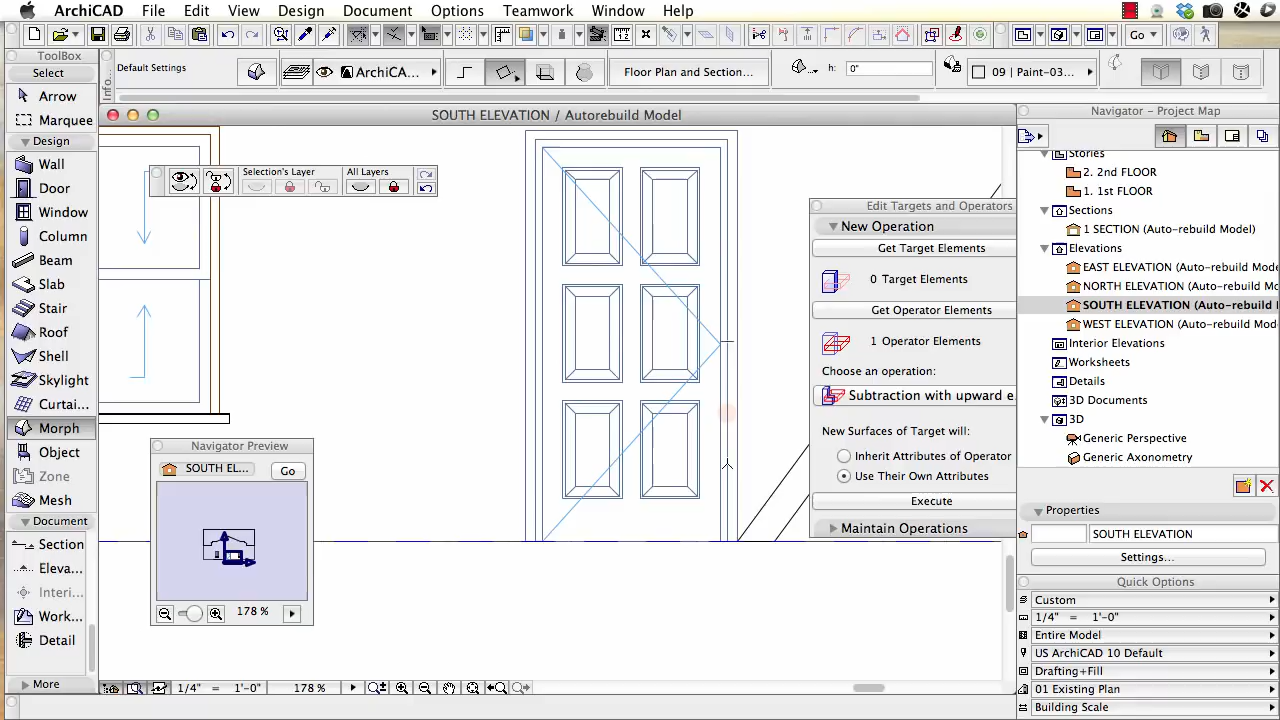 ArchiCAD File Edit View Design Document Options Teamwork Window Help
Go
ToolBox
Select
Arrow
Marquee
Design
Wall
Door
Window
Column
Beam
Slab
Stair
Roof
Shell
Skylight
Curtai...
Morph
Object
Zone
Mesh
Document
Section
Eleva...
Interi...
Work...
Detail
More
Info...
Default Settings
ArchiCA...
Floor Plan and Section...
h: 0"
09 | Paint-03...
SOUTH ELEVATION / Autorebuild Model
Selection's Layer
All Layers
Navigator Preview
SOUTH EL...
Go
178 %
Edit Targets and Operators
New Operation
Get Target Elements
0 Target Elements
Get Operator Elements
1 Operator Elements
Choose an operation:
Subtraction with upward e
New Surfaces of Target will:
Inherit Attributes of Operator
Use Their Own Attributes
Execute
Maintain Operations
1/4" = 1'-0"
178 %
Navigator - Project Map
Stories
2. 2nd FLOOR
1. 1st FLOOR
Sections
1 SECTION (Auto-rebuild Model)
Elevations
EAST ELEVATION (Auto-rebuild Mode
NORTH ELEVATION (Auto-rebuild Mo
SOUTH ELEVATION (Auto-rebuild
WEST ELEVATION (Auto-rebuild Mod
Interior Elevations
Worksheets
Details
3D Documents
3D
Generic Perspective
Generic Axonometry
Properties
SOUTH ELEVATION
Settings...
Quick Options
Custom
1/4" = 1'-0"
Entire Model
US ArchiCAD 10 Default
Drafting+Fill
01 Existing Plan
Building Scale